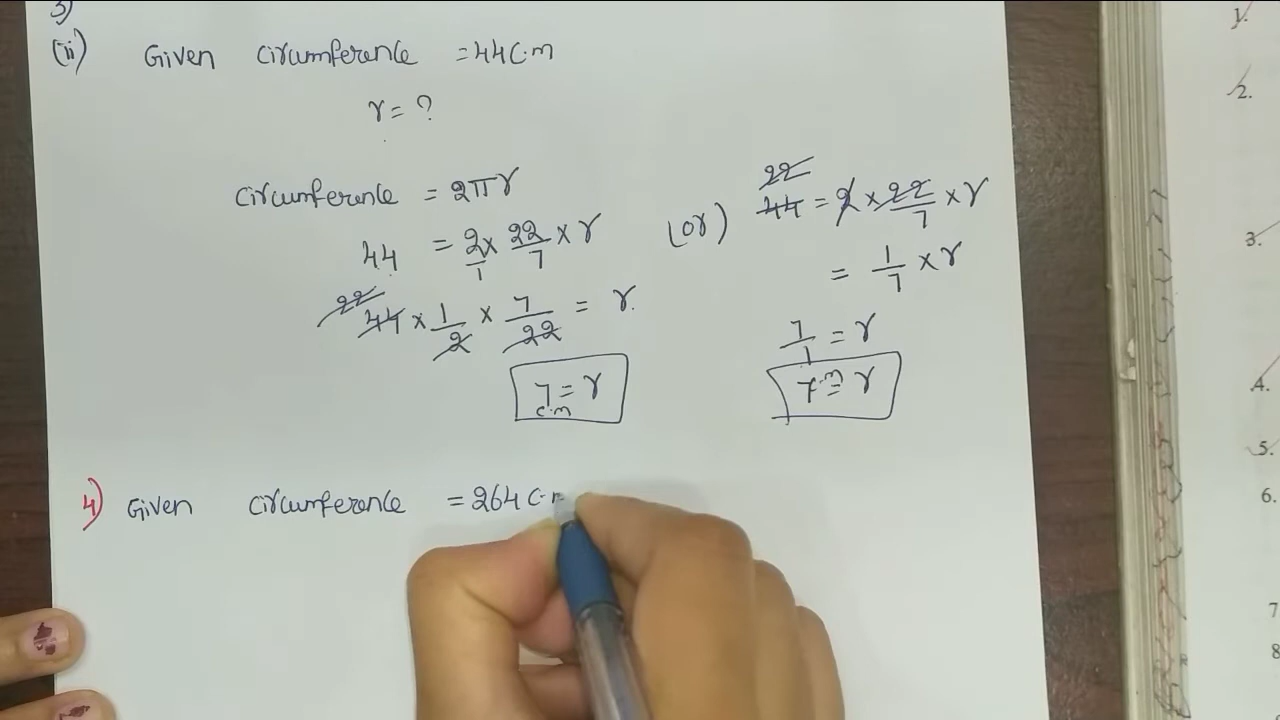 3)
(ii) Given circumference = 44 c.m
r = ?
circumference = 2πr
44 = 2/1 × 22/7 × r
22
44 × 1/2 × 7/22 = r.
7 = r
c.m
(or)
22
44 = 2 × 22/7 × r
= 1/7 × r
7/1 = r
7 c.m = r
4) Given circumference = 264 c.m
1.
2.
3.
4.
5.
6.
7
8